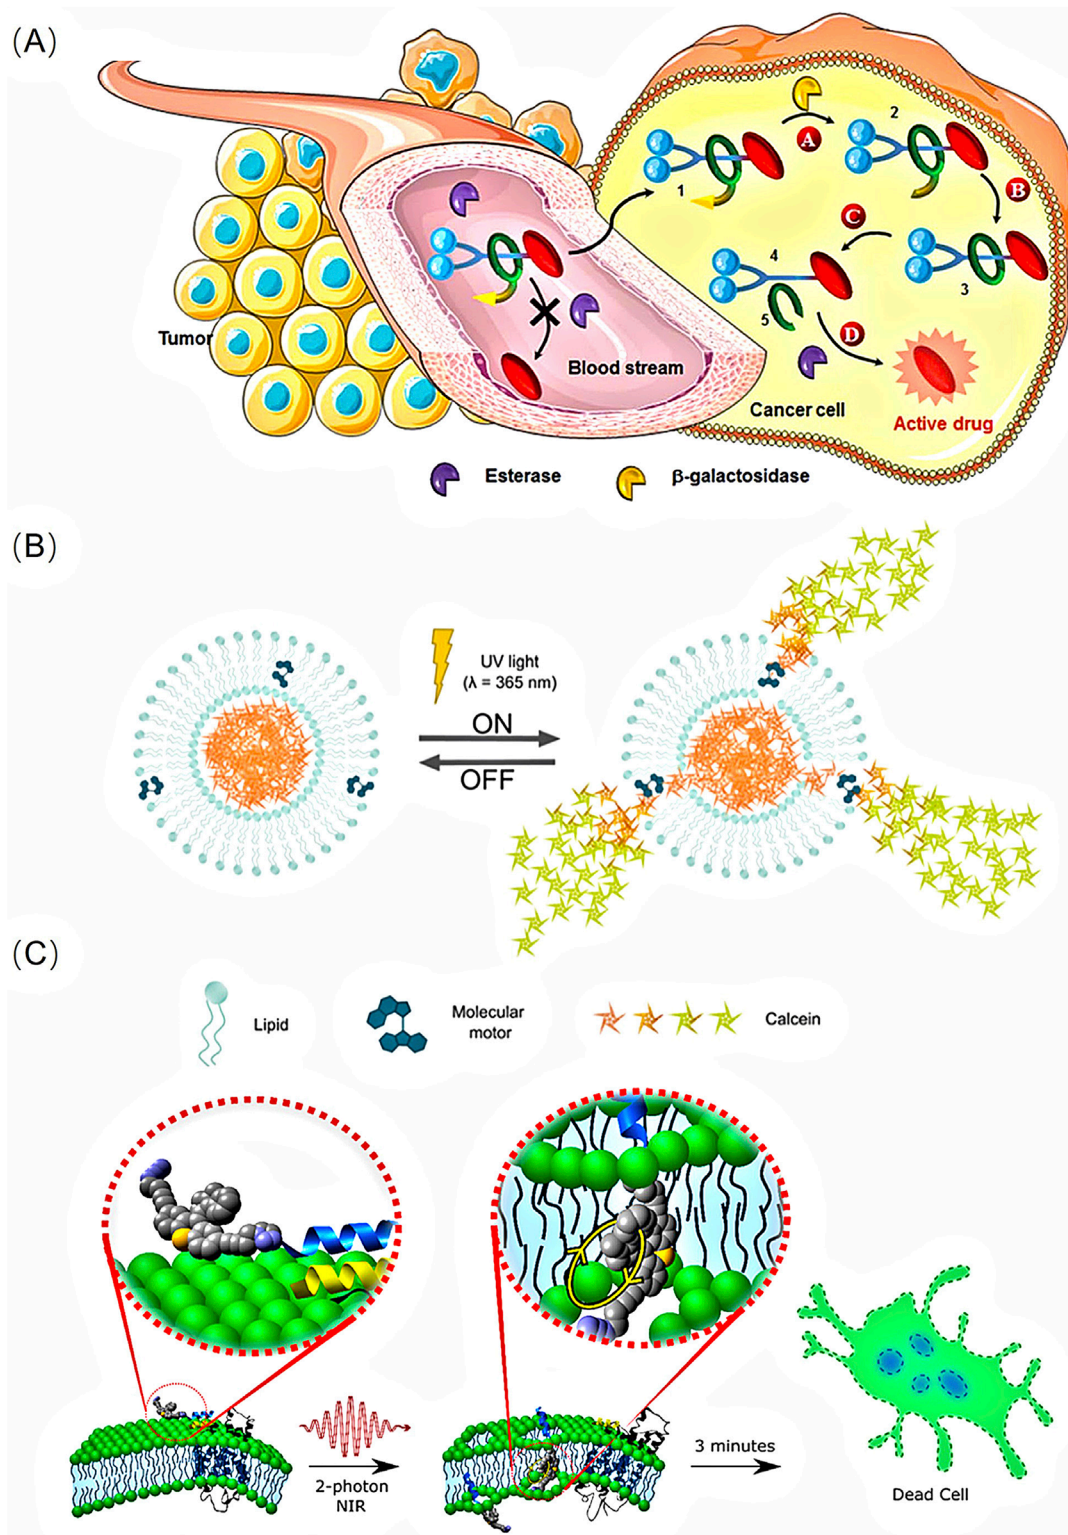 (A)
A
2
1
B
C
4
3
5
D
Tumor
Blood stream
Cancer cell
Active drug
Esterase
β-galactosidase
(B)
UV light
(λ = 365 nm)
ON
OFF
(C)
Lipid
Molecular
motor
Calcein
2-photon
NIR
3 minutes
Dead Cell